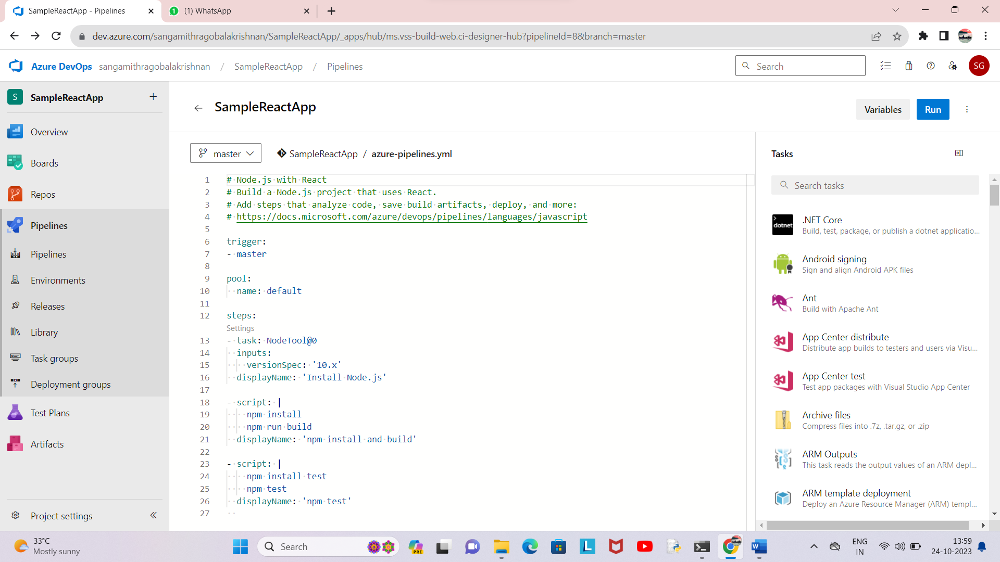 SampleReactApp - Pipelines
(1) WhatsApp
dev.azure.com/sangamithragobalakrishnan/SampleReactApp/_apps/hub/ms.vss-build-web.ci-designer-hub?pipelineId=8&branch=master
Azure DevOps sangamithragobalakrishnan / SampleReactApp / Pipelines
Search
SG
S SampleReactApp
Overview
Boards
Repos
Pipelines
Pipelines
Environments
Releases
Library
Task groups
Deployment groups
Test Plans
Artifacts
Project settings
SampleReactApp
Variables
Run
master
SampleReactApp / azure-pipelines.yml
1 # Node.js with React
2 # Build a Node.js project that uses React.
3 # Add steps that analyze code, save build artifacts, deploy, and more:
4 # https://docs.microsoft.com/azure/devops/pipelines/languages/javascript
5
6 trigger:
7 - master
8
9 pool:
10 name: default
11
12 steps:
Settings
13 - task: NodeTool@0
14 inputs:
15 versionSpec: '10.x'
16 displayName: 'Install Node.js'
17
18 - script: |
19 npm install
20 npm run build
21 displayName: 'npm install and build'
22
23 - script: |
24 npm install test
25 npm test
26 displayName: 'npm test'
27
Tasks
Search tasks
dotnet
.NET Core
Build, test, package, or publish a dotnet applicatio...
Android signing
Sign and align Android APK files
Ant
Build with Apache Ant
App Center distribute
Distribute app builds to testers and users via Visu...
App Center test
Test app packages with Visual Studio App Center
Archive files
Compress files into .7z, .tar.gz, or .zip
ARM Outputs
This task reads the output values of an ARM depl...
ARM template deployment
Deploy an Azure Resource Manager (ARM) templ...
33°C
Mostly sunny
Search
PRE
L
W
ENG
IN
13:59
24-10-2023